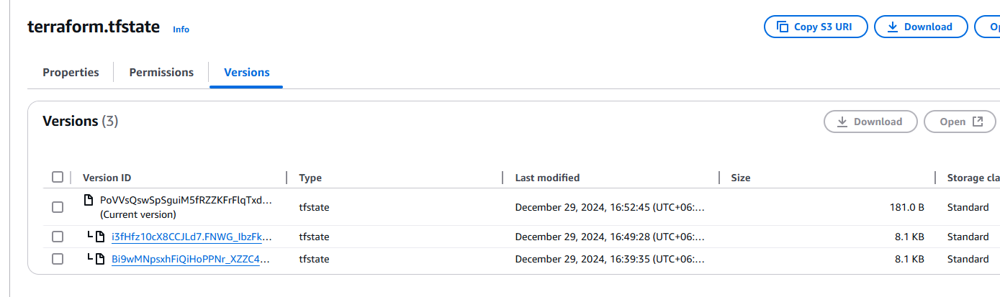 terraform.tfstate Info
Copy S3 URI Download Op
Properties Permissions Versions
Versions (3)
Download Open
Version ID Type Last modified Size Storage cla
PoVVsQswSpSguiM5fRZZKFrFlqTxd... tfstate December 29, 2024, 16:52:45 (UTC+06:... 181.0 B Standard
(Current version)
i3fHfz10cX8CCJLd7.FNWG_IbzFk... tfstate December 29, 2024, 16:49:28 (UTC+06:... 8.1 KB Standard
Bi9wMNpsxhFiQiHoPPNr_XZZC4... tfstate December 29, 2024, 16:39:35 (UTC+06:... 8.1 KB Standard